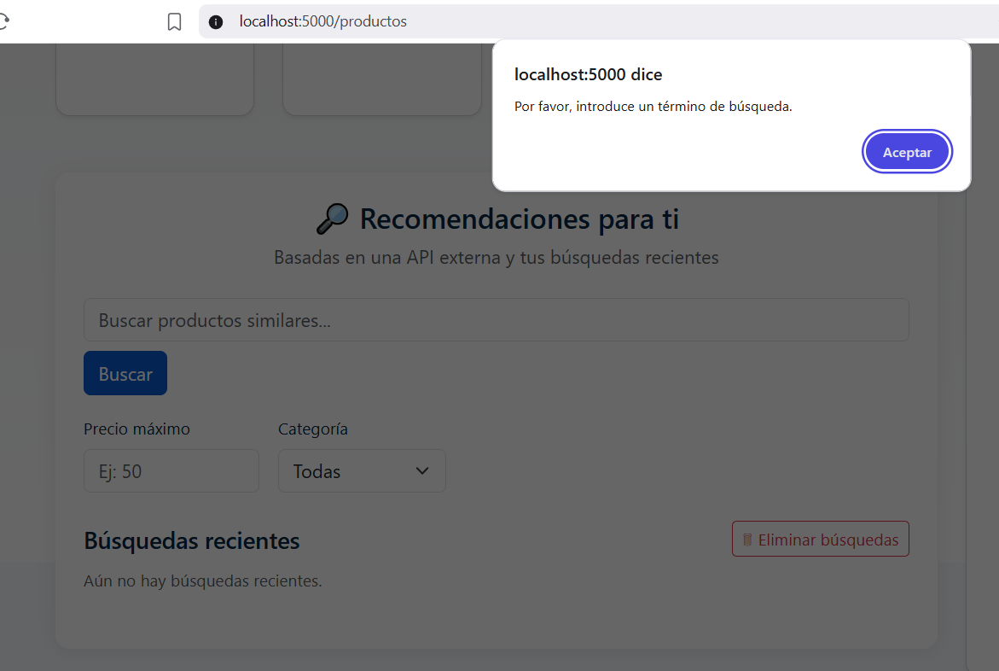 localhost:5000/productos
localhost:5000 dice
Por favor, introduce un término de búsqueda.
Aceptar
Recomendaciones para ti
Basadas en una API externa y tus búsquedas recientes
Buscar productos similares...
Buscar
Precio máximo Categoría
Ej: 50 Todas
Búsquedas recientes Eliminar búsquedas
Aún no hay búsquedas recientes.